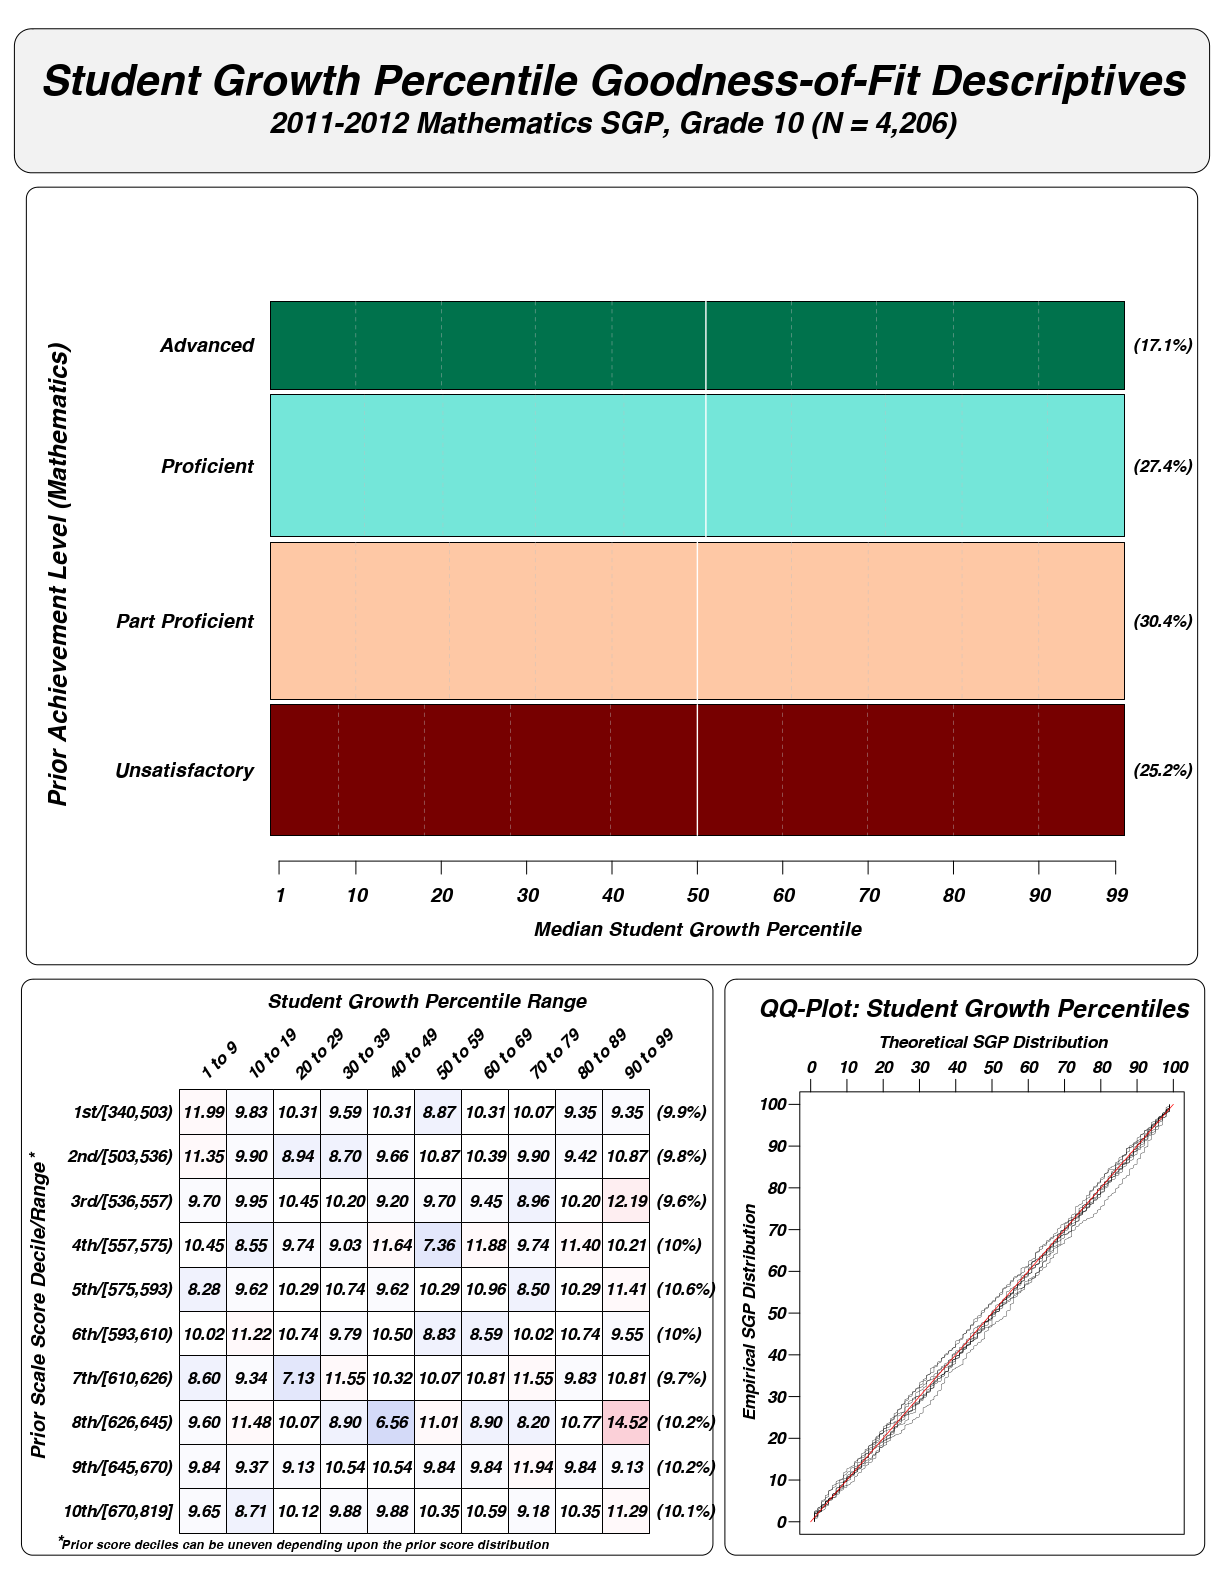 Student Growth Percentile Goodness-of-Fit Descriptives
2011-2012 Mathematics SGP, Grade 10 (N = 4,206)
Prior Achievement Level (Mathematics)
Advanced (17.1%)
Proficient (27.4%)
Part Proficient (30.4%)
Unsatisfactory (25.2%)
1 10 20 30 40 50 60 70 80 90 99
Median Student Growth Percentile
Student Growth Percentile Range
1 to 9 10 to 19 20 to 29 30 to 39 40 to 49 50 to 59 60 to 69 70 to 79 80 to 89 90 to 99
Prior Scale Score Decile/Range*
1st/[340,503) 11.99 9.83 10.31 9.59 10.31 8.87 10.31 10.07 9.35 9.35 (9.9%)
2nd/[503,536) 11.35 9.90 8.94 8.70 9.66 10.87 10.39 9.90 9.42 10.87 (9.8%)
3rd/[536,557) 9.70 9.95 10.45 10.20 9.20 9.70 9.45 8.96 10.20 12.19 (9.6%)
4th/[557,575) 10.45 8.55 9.74 9.03 11.64 7.36 11.88 9.74 11.40 10.21 (10%)
5th/[575,593) 8.28 9.62 10.29 10.74 9.62 10.29 10.96 8.50 10.29 11.41 (10.6%)
6th/[593,610) 10.02 11.22 10.74 9.79 10.50 8.83 8.59 10.02 10.74 9.55 (10%)
7th/[610,626) 8.60 9.34 7.13 11.55 10.32 10.07 10.81 11.55 9.83 10.81 (9.7%)
8th/[626,645) 9.60 11.48 10.07 8.90 6.56 11.01 8.90 8.20 10.77 14.52 (10.2%)
9th/[645,670) 9.84 9.37 9.13 10.54 10.54 9.84 9.84 11.94 9.84 9.13 (10.2%)
10th/[670,819] 9.65 8.71 10.12 9.88 9.88 10.35 10.59 9.18 10.35 11.29 (10.1%)
*Prior score deciles can be uneven depending upon the prior score distribution
QQ-Plot: Student Growth Percentiles
Theoretical SGP Distribution
0 10 20 30 40 50 60 70 80 90 100
Empirical SGP Distribution
100
90
80
70
60
50
40
30
20
10
0